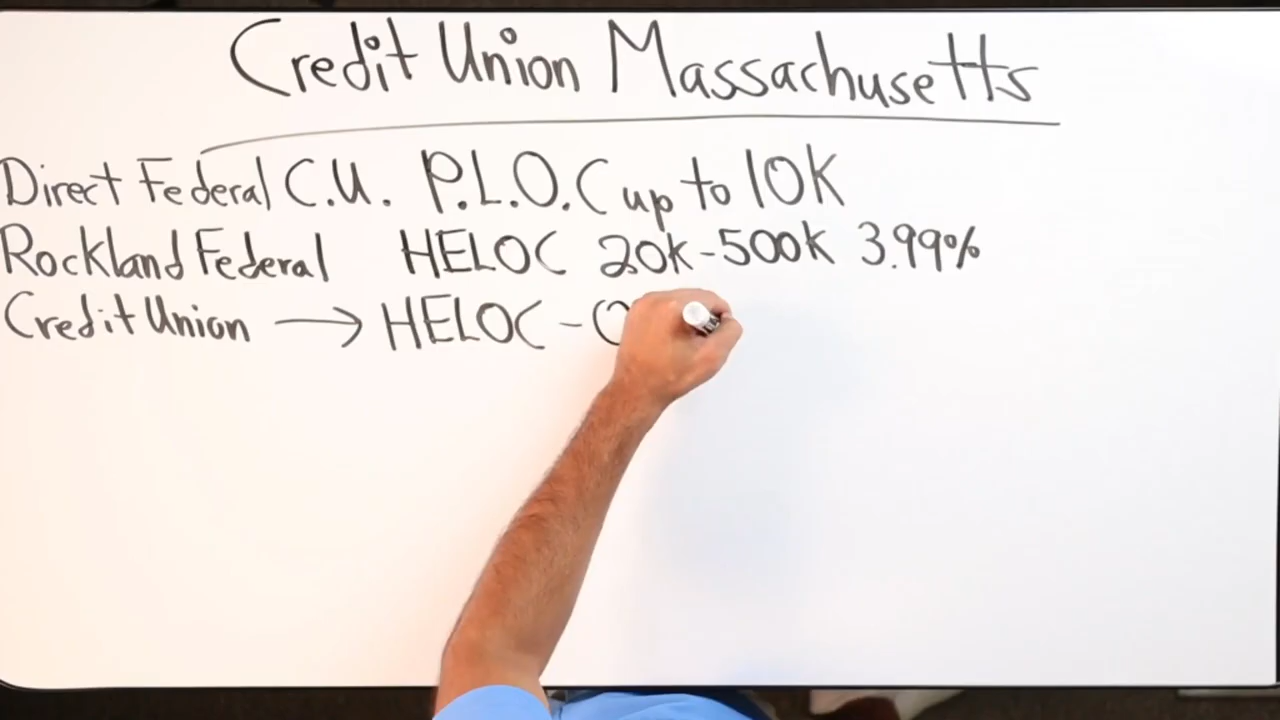 Credit Union Massachusetts
Direct Federal C.U. P.L.O.C up to 10K
Rockland Federal HELOC 20K-500K 3.99%
Credit Union → HELOC -